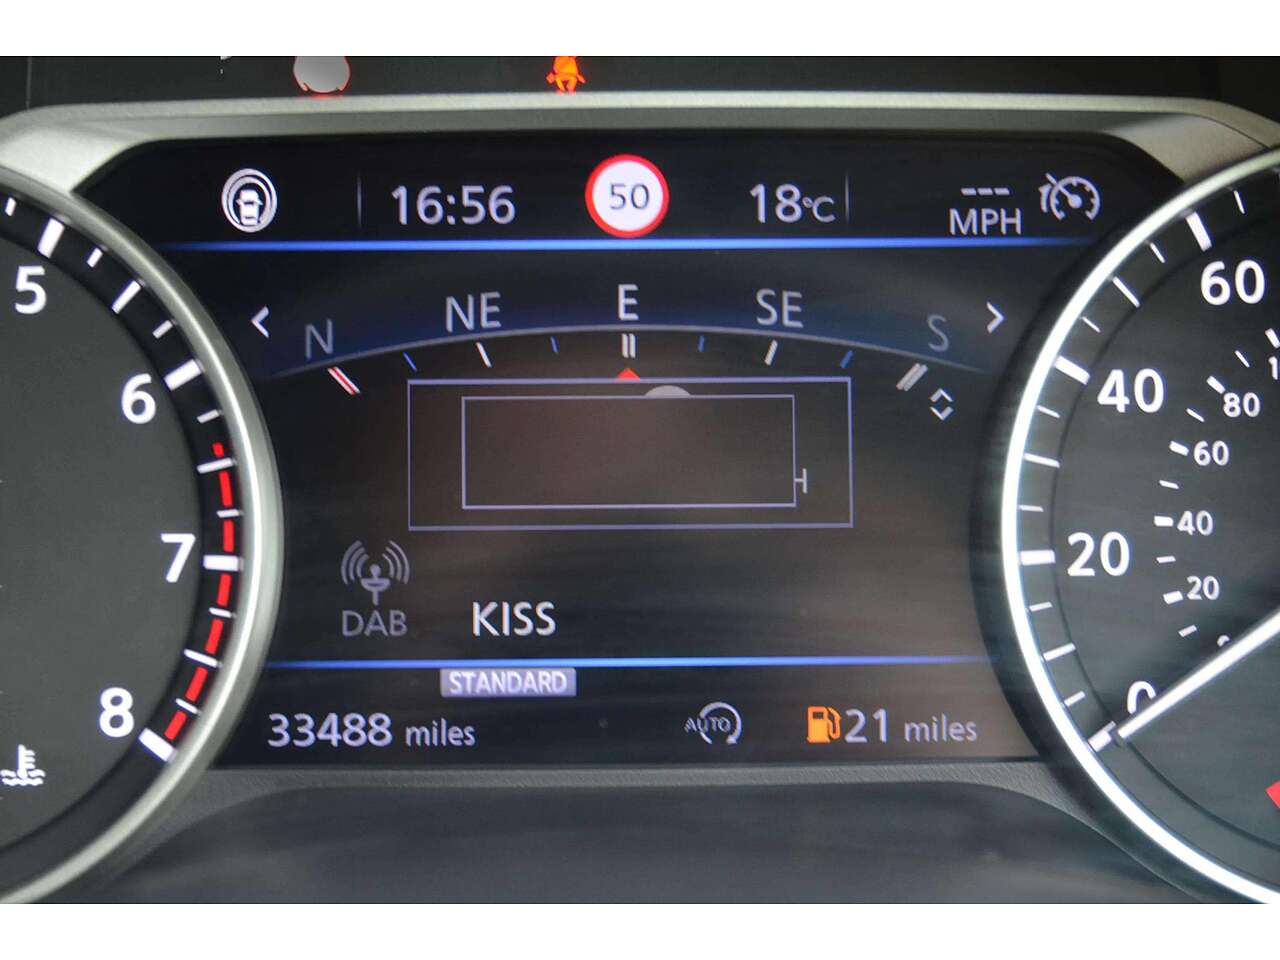 16:56
50
18°C
---
MPH
N
NE
E
SE
S
H
DAB
KISS
STANDARD
33488 miles
AUTO
21 miles
5
6
7
8
60
40
20
0
80
60
40
20